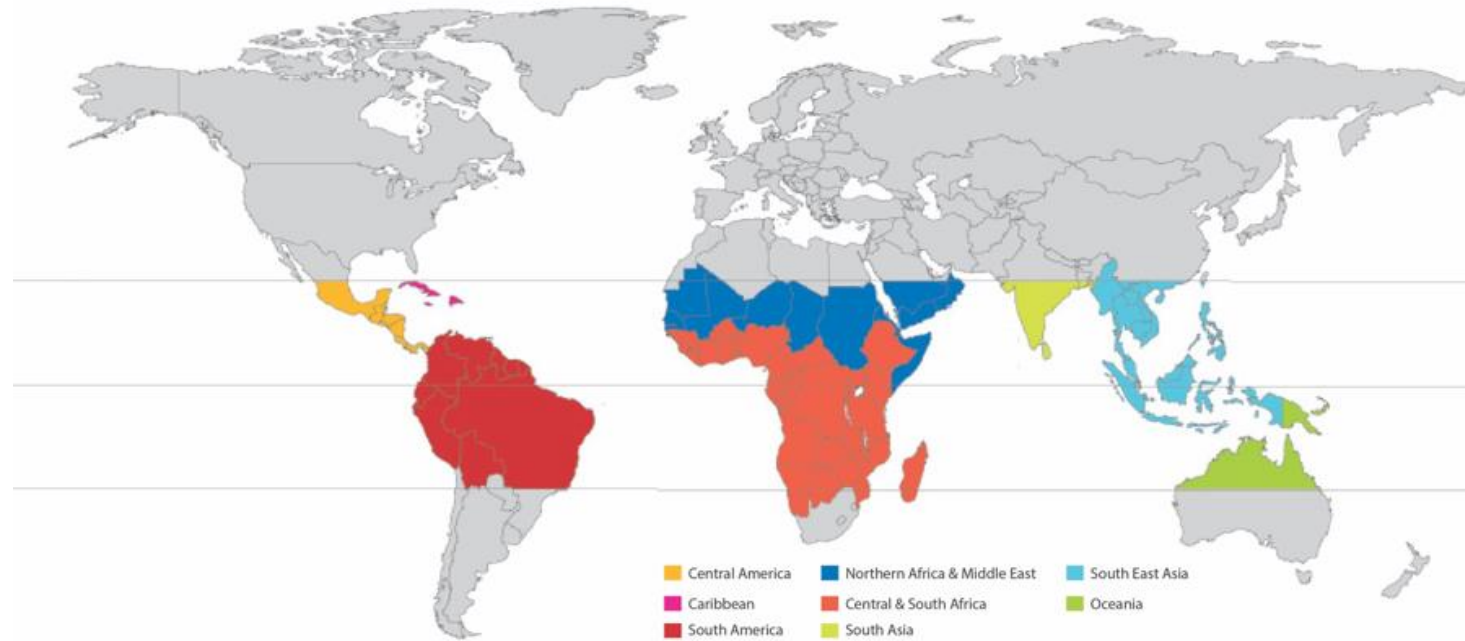 Central America
Caribbean
South America
Northern Africa & Middle East
Central & South Africa
South Asia
South East Asia
Oceania